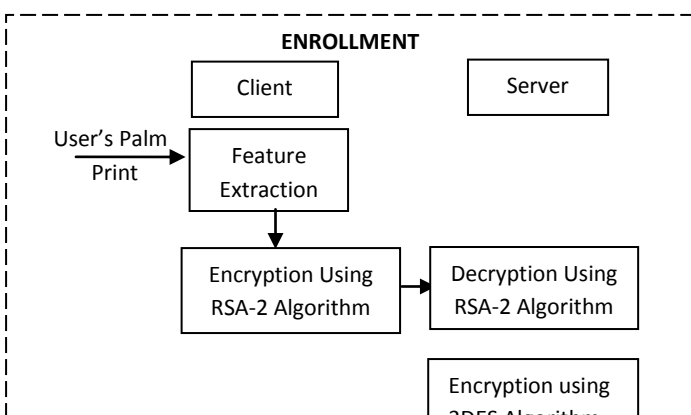 ENROLLMENT
Client
Server
User's Palm
Print
Feature
Extraction
Encryption Using
RSA-2 Algorithm
Decryption Using
RSA-2 Algorithm
Encryption using
Algorithm